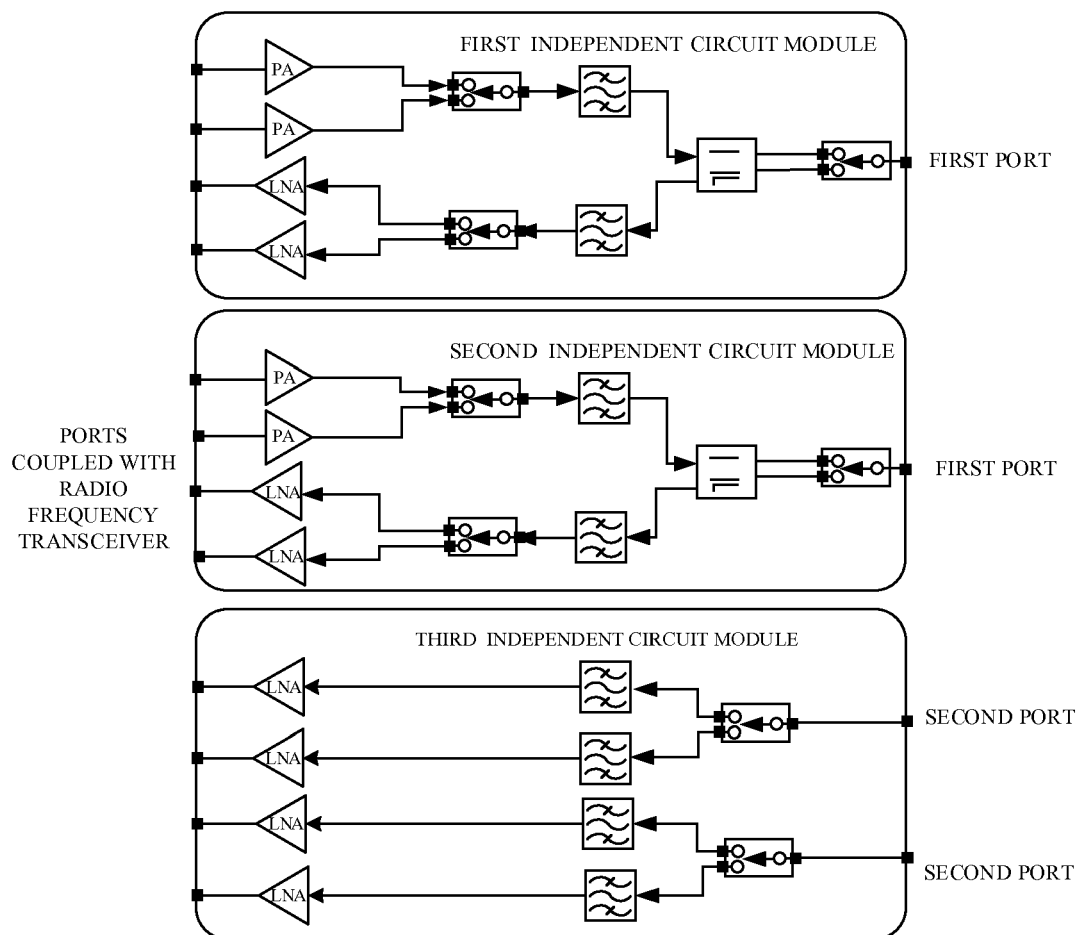 FIRST INDEPENDENT CIRCUIT MODULE
PA
PA
LNA
LNA
FIRST PORT
SECOND INDEPENDENT CIRCUIT MODULE
PA
PA
LNA
LNA
FIRST PORT
PORTS
COUPLED WITH
RADIO
FREQUENCY
TRANSCEIVER
THIRD INDEPENDENT CIRCUIT MODULE
LNA
LNA
LNA
LNA
SECOND PORT
SECOND PORT